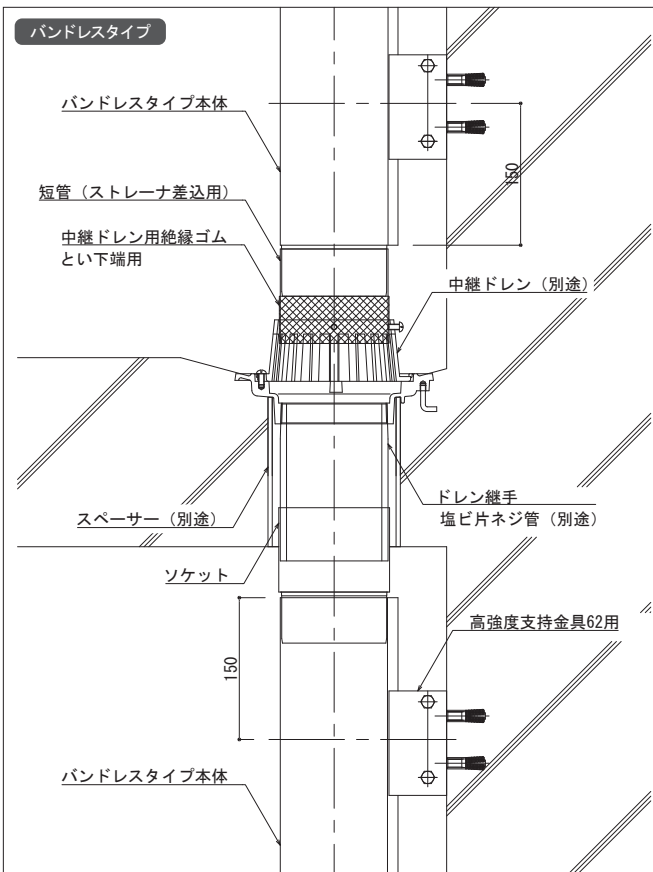 バンドレスタイプ
バンドレスタイプ本体
150
短管（ストレーナ差込用）
中継ドレン用絶縁ゴム
とい下端用
中継ドレン（別途）
スペーサー（別途）
ドレン継手
塩ビ片ネジ管（別途）
ソケット
高強度支持金具62用
150
バンドレスタイプ本体